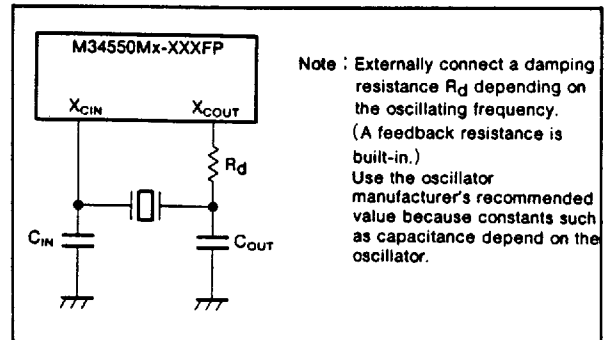 M34550Mx-XXXFP
XCIN
XCOUT
Rd
CIN
COUT
Note : Externally connect a damping
resistance Rd depending on
the oscillating frequency.
(A feedback resistance is
built-in.)
Use the oscillator
manufacturer's recommended
value because constants such
as capacitance depend on the
oscillator.